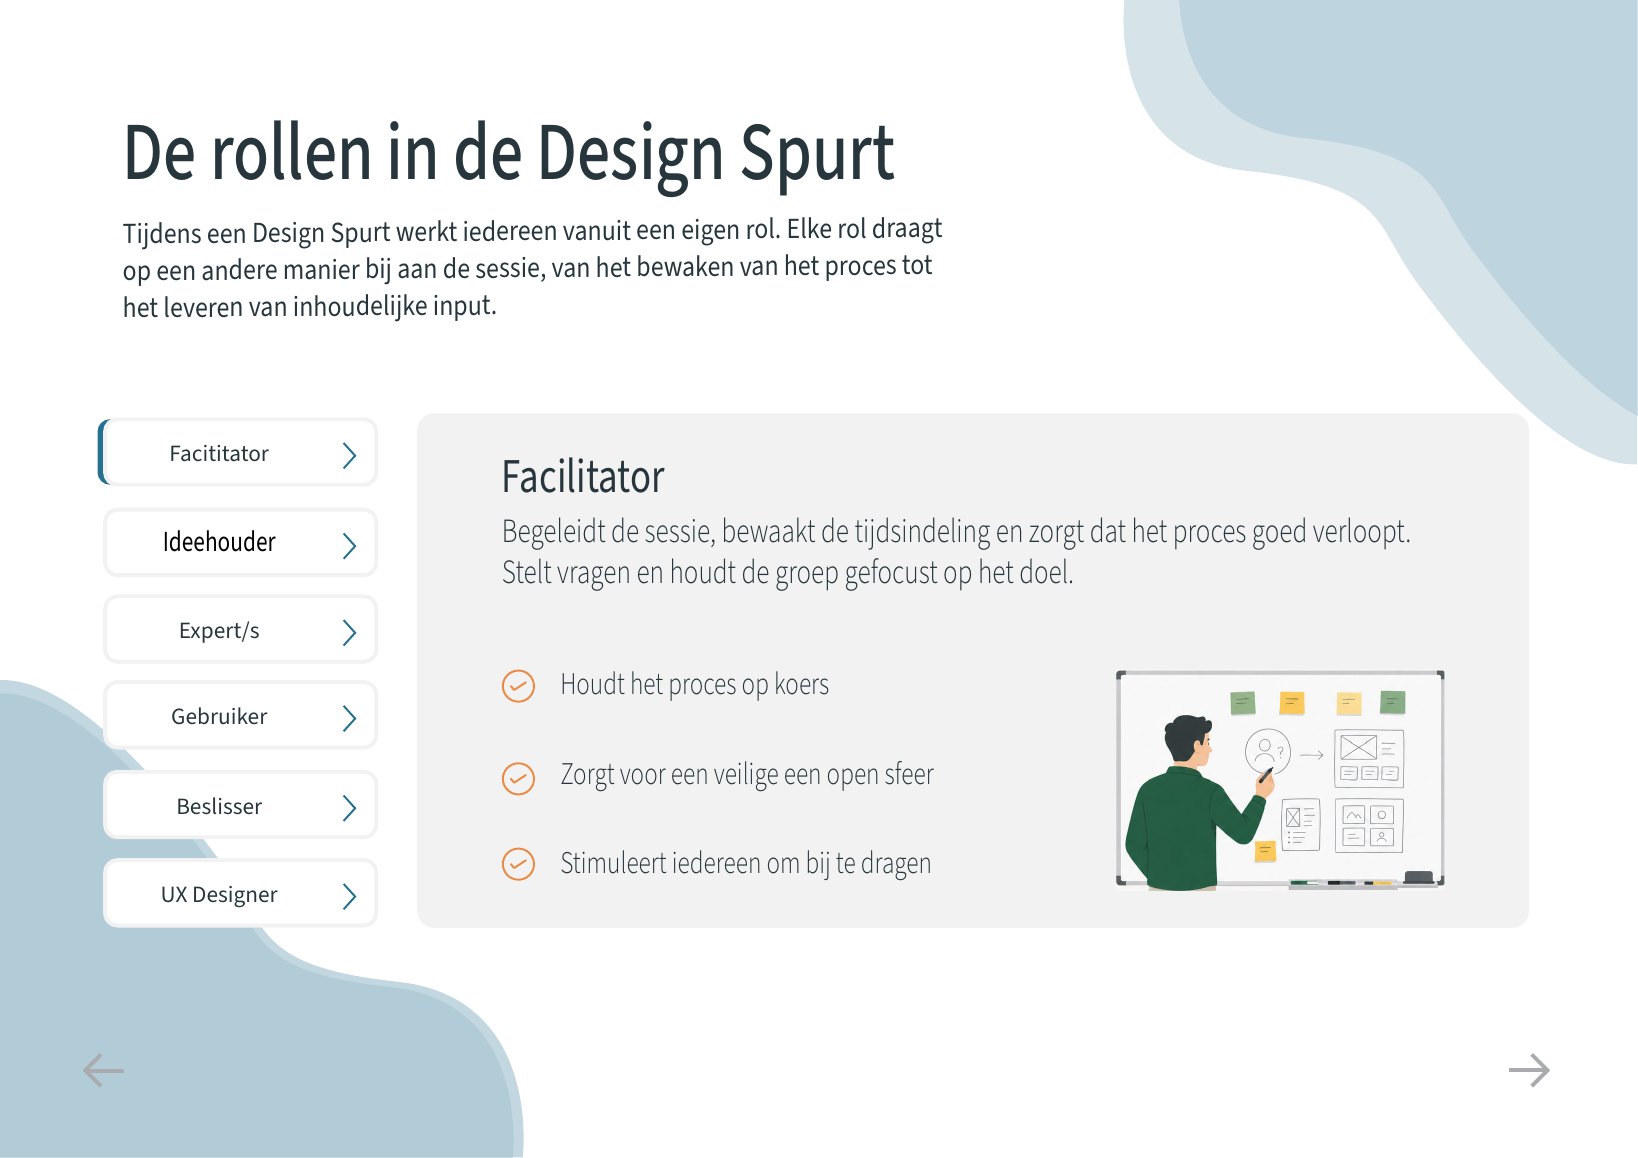 De rollen in de Design Spurt
Tijdens een Design Spurt werkt iedereen vanuit een eigen rol. Elke rol draagt
op een andere manier bij aan de sessie, van het bewaken van het proces tot
het leveren van inhoudelijke input.
Facititator
Ideehouder
Expert/s
Gebruiker
Beslisser
UX Designer
Facilitator
Begeleidt de sessie, bewaakt de tijdsindeling en zorgt dat het proces goed verloopt.
Stelt vragen en houdt de groep gefocust op het doel.
Houdt het proces op koers
Zorgt voor een veilige een open sfeer
Stimuleert iedereen om bij te dragen
?